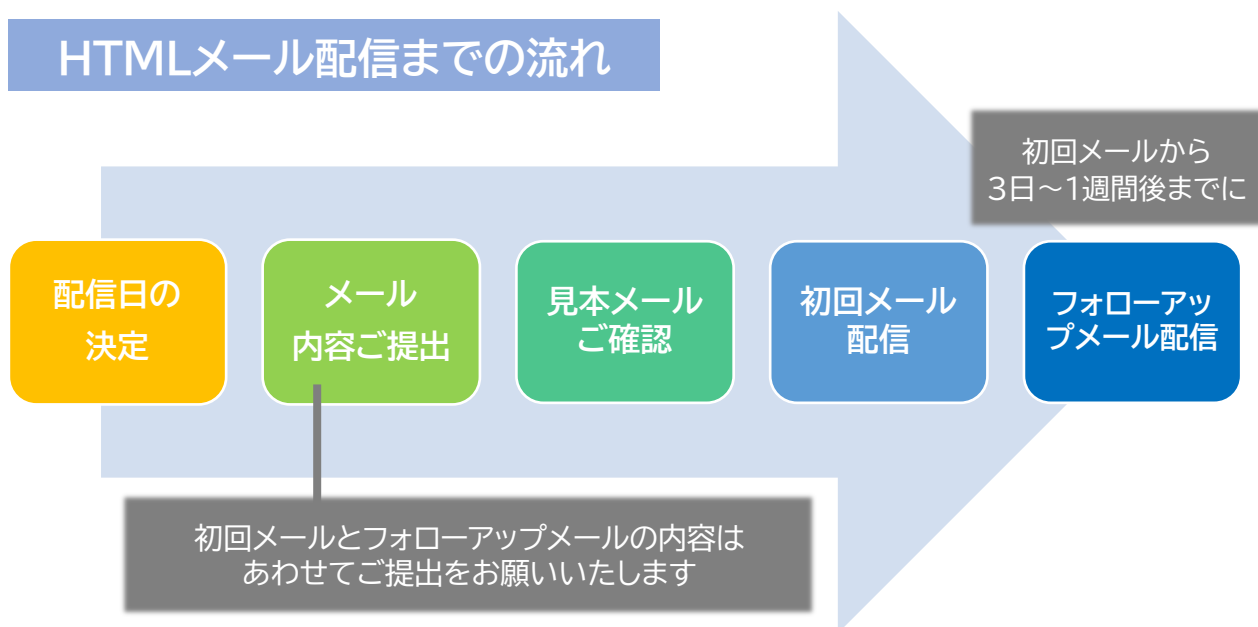 HTMLメール配信までの流れ
初回メールから
3日～1週間後までに
配信日の
決定
メール
内容ご提出
見本メール
ご確認
初回メール
配信
フォローアッ
プメール配信
初回メールとフォローアップメールの内容は
あわせてご提出をお願いいたします